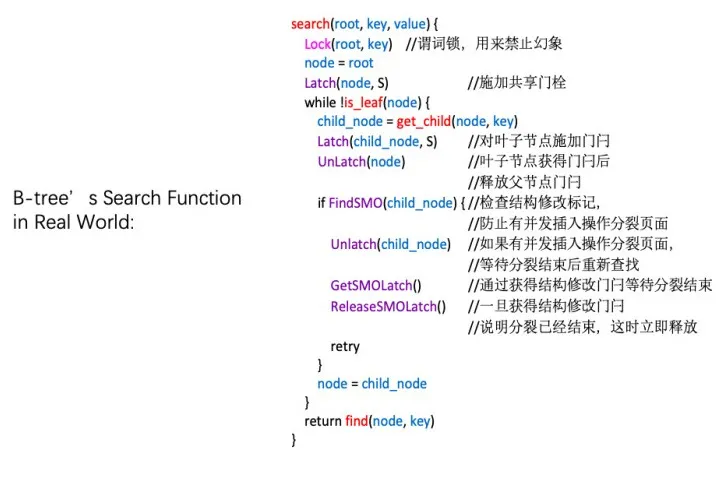 B-tree’s Search Function
in Real World:
search(root, key, value) {
Lock(root, key) //谓词锁，用来禁止幻象
node = root
Latch(node, S) //施加共享门栓
while !is_leaf(node) {
child_node = get_child(node, key)
Latch(child_node, S) //对叶子节点施加门闩
UnLatch(node) //叶子节点获得门闩后
//释放父节点门闩
if FindSMO(child_node) { //检查结构修改标记，
//防止有并发插入操作分裂页面
Unlatch(child_node) //如果有并发插入操作分裂页面，
//等待分裂结束后重新查找
GetSMOLatch() //通过获得结构修改门闩等待分裂结束
ReleaseSMOLatch() //一旦获得结构修改门闩
//说明分裂已经结束，这时立即释放
retry
}
node = child_node
}
return find(node, key)
}